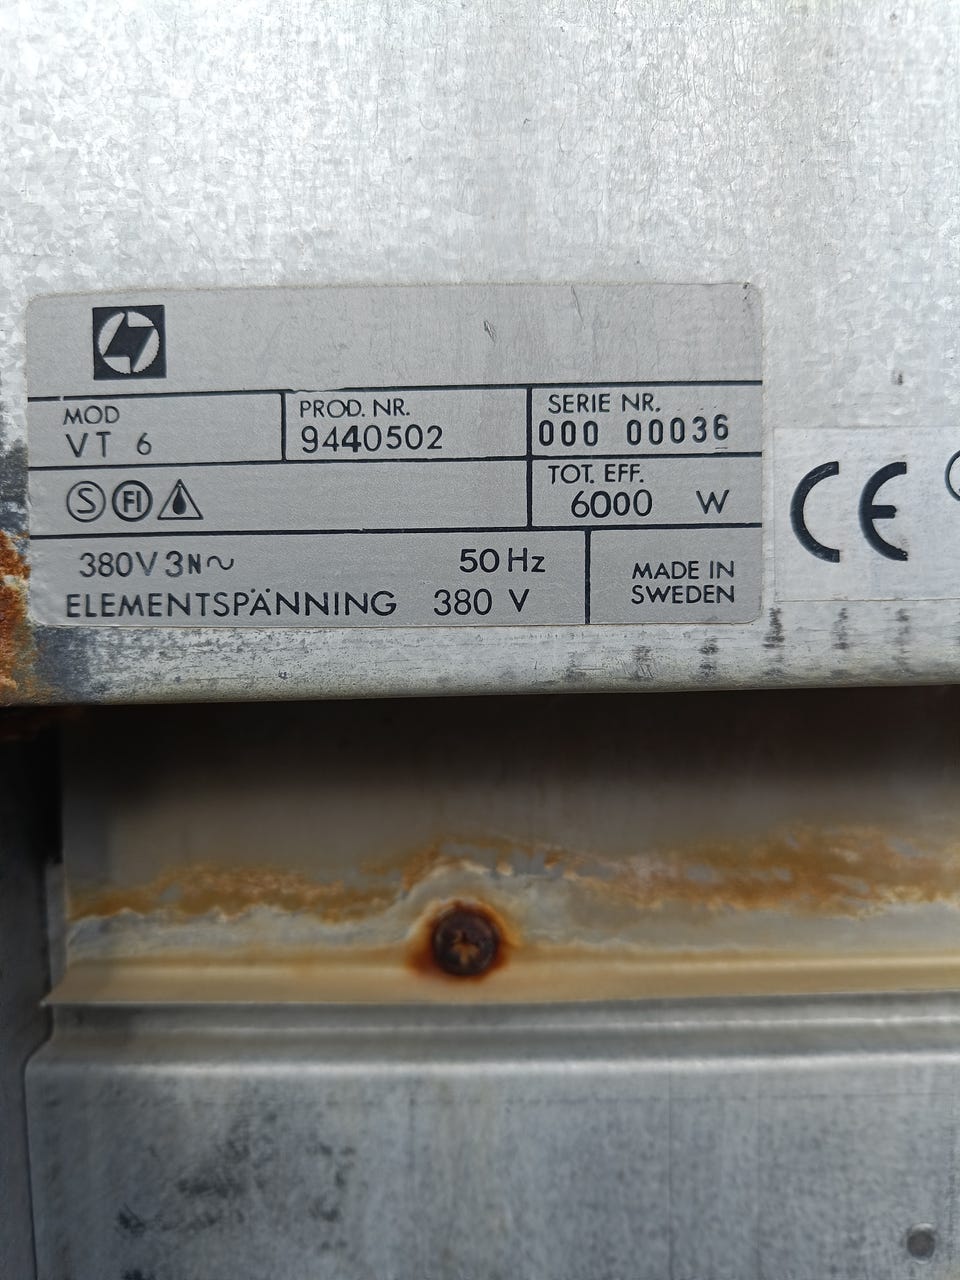 MOD
VT 6
PROD. NR.
9440502
SERIE NR.
000 00036
S FI
TOT. EFF.
6000 W
380V 3N~ 50 Hz
ELEMENTSPÄNNING 380 V
MADE IN
SWEDEN
CE